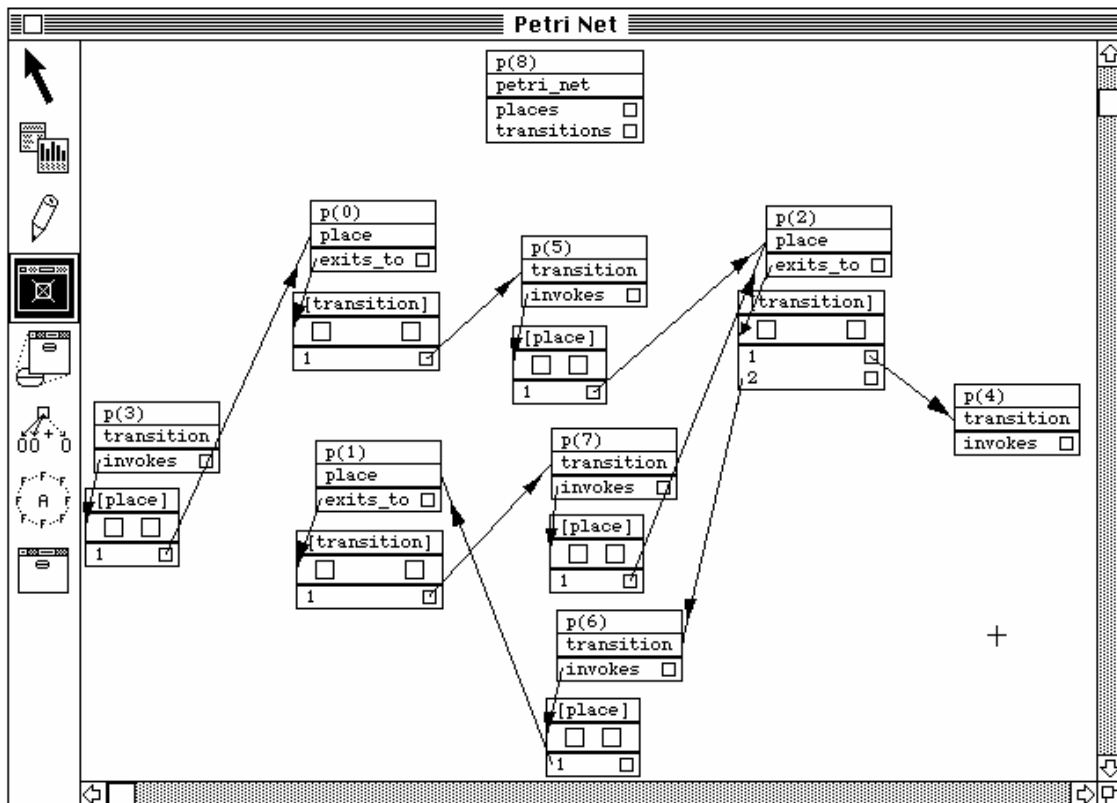 Petri Net
p(8)
petri_net
places
transitions
p(0)
place
exits_to
[transition]
1
p(5)
transition
invokes
[place]
1
p(2)
place
exits_to
[transition]
1
2
p(4)
transition
invokes
p(3)
transition
invokes
[place]
1
p(1)
place
exits_to
[transition]
1
p(7)
transition
invokes
[place]
1
p(6)
transition
invokes
[place]
1
F F
F A F
F F